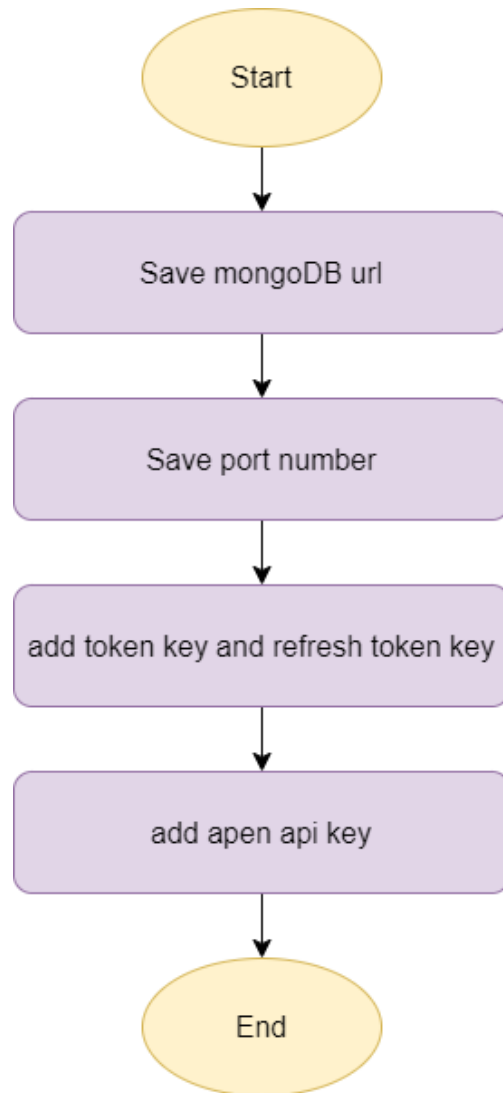 Start
Save mongoDB url
Save port number
add token key and refresh token key
add apen api key
End